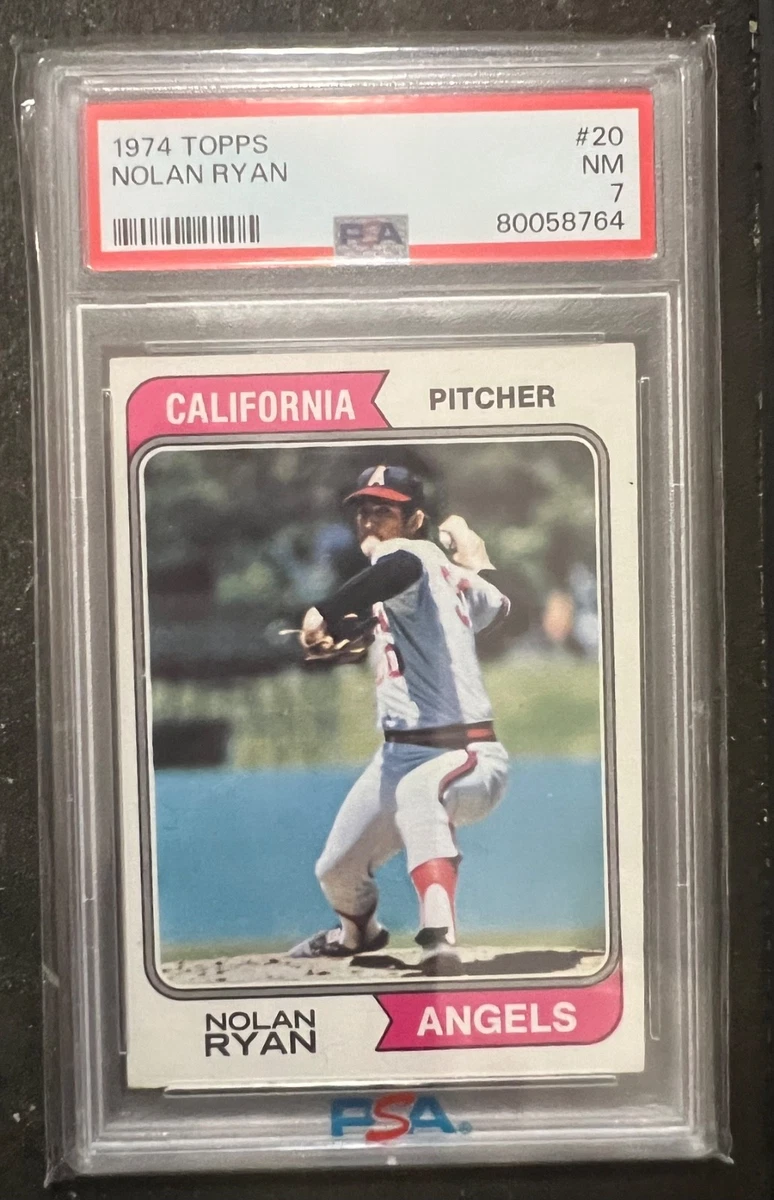 1974 TOPPS #20
NOLAN RYAN NM
7
80058764
PSA
CALIFORNIA PITCHER
A
NOLAN
RYAN
ANGELS
PSA